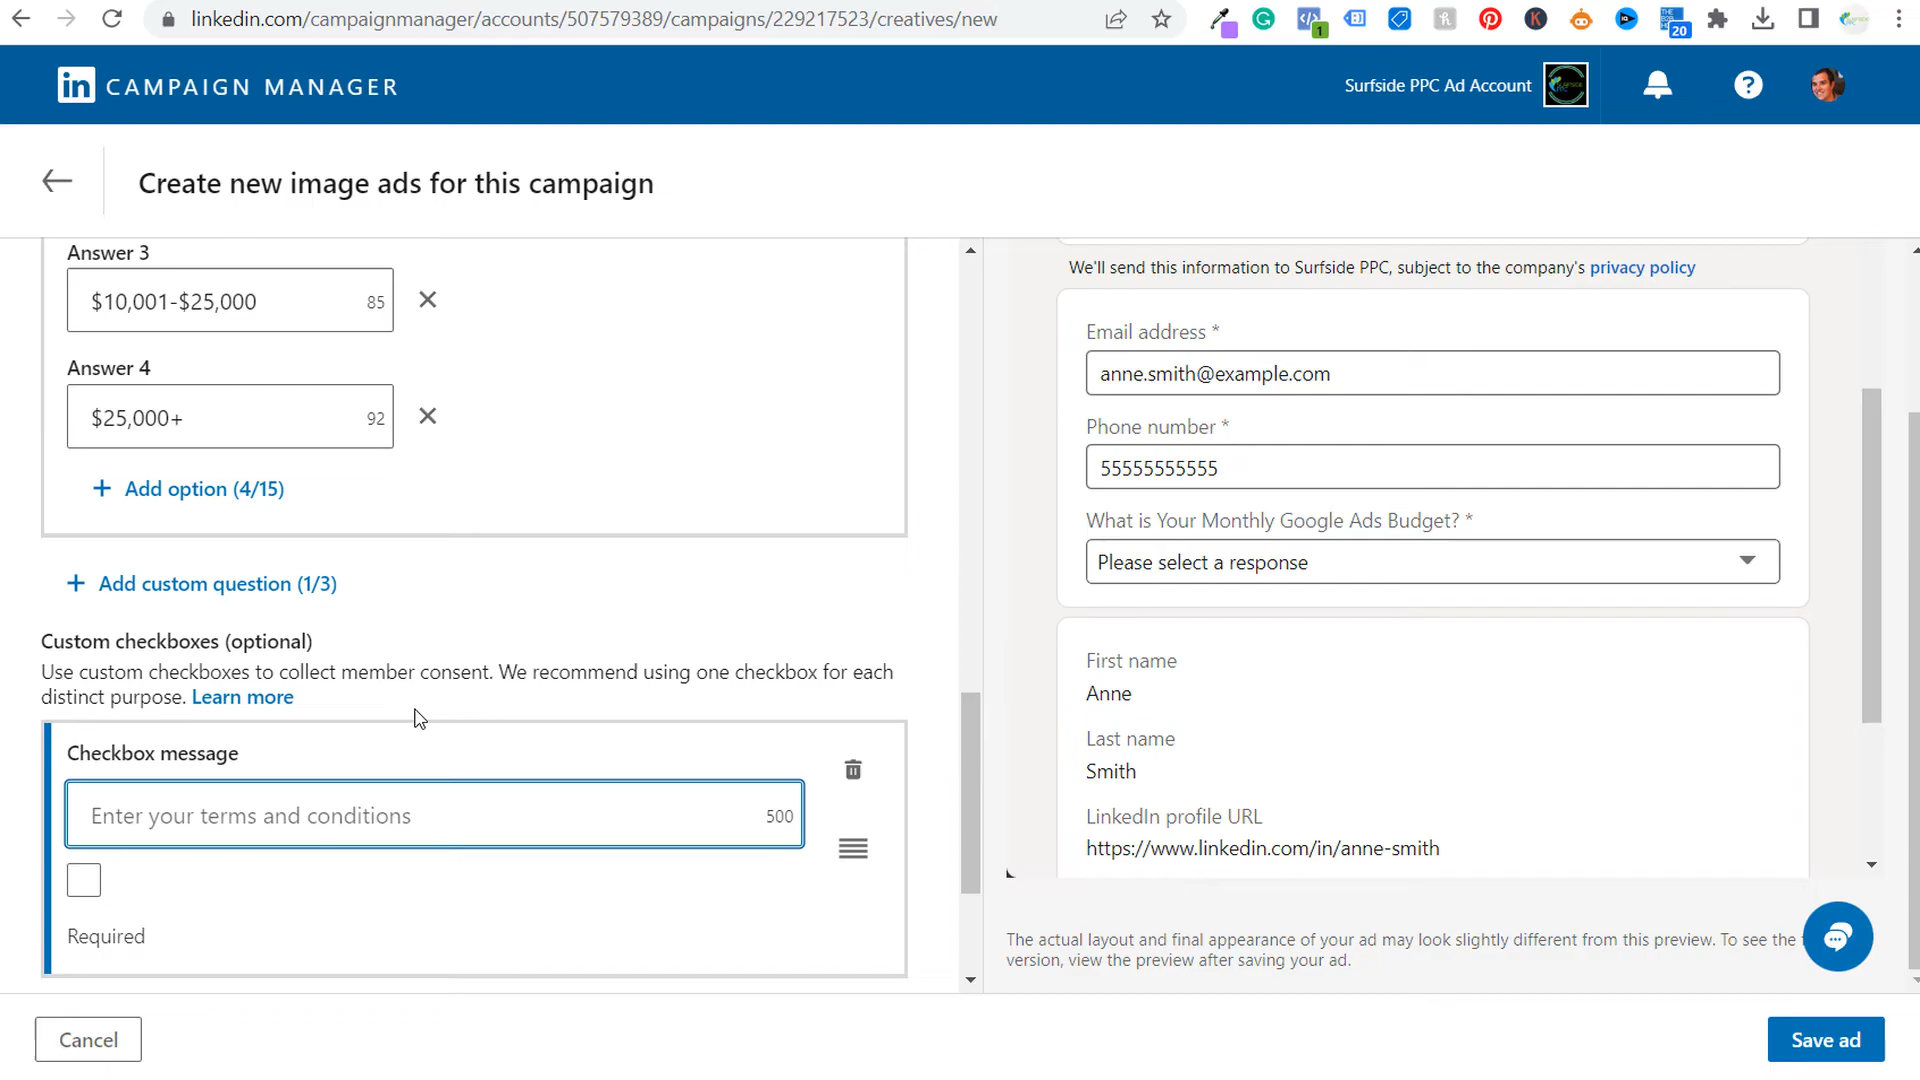 linkedin.com/campaignmanager/accounts/507579389/campaigns/229217523/creatives/new
1
20
in CAMPAIGN MANAGER
Surfside PPC Ad Account
Create new image ads for this campaign
Answer 3
$10,001-$25,000 85
Answer 4
$25,000+ 92
+ Add option (4/15)
+ Add custom question (1/3)
Custom checkboxes (optional)
Use custom checkboxes to collect member consent. We recommend using one checkbox for each
distinct purpose. Learn more
Checkbox message
Enter your terms and conditions 500
Required
We'll send this information to Surfside PPC, subject to the company's privacy policy
Email address *
anne.smith@example.com
Phone number *
55555555555
What is Your Monthly Google Ads Budget? *
Please select a response
First name
Anne
Last name
Smith
LinkedIn profile URL
https://www.linkedin.com/in/anne-smith
The actual layout and final appearance of your ad may look slightly different from this preview. To see the
version, view the preview after saving your ad.
Cancel
Save ad